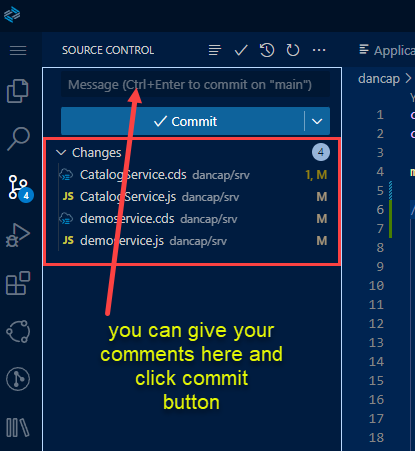 SOURCE CONTROL
Applica
Message (Ctrl+Enter to commit on "main")
dancap
Commit
Changes 4
CatalogService.cds dancap/srv 1, M
JS CatalogService.js dancap/srv M
demoservice.cds dancap/srv M
JS demoservice.js dancap/srv M
4
you can give your
comments here and
click commit
button
1
2
3
4
5
6
7
8
9
10
11
12
13
14
15
16
17
18